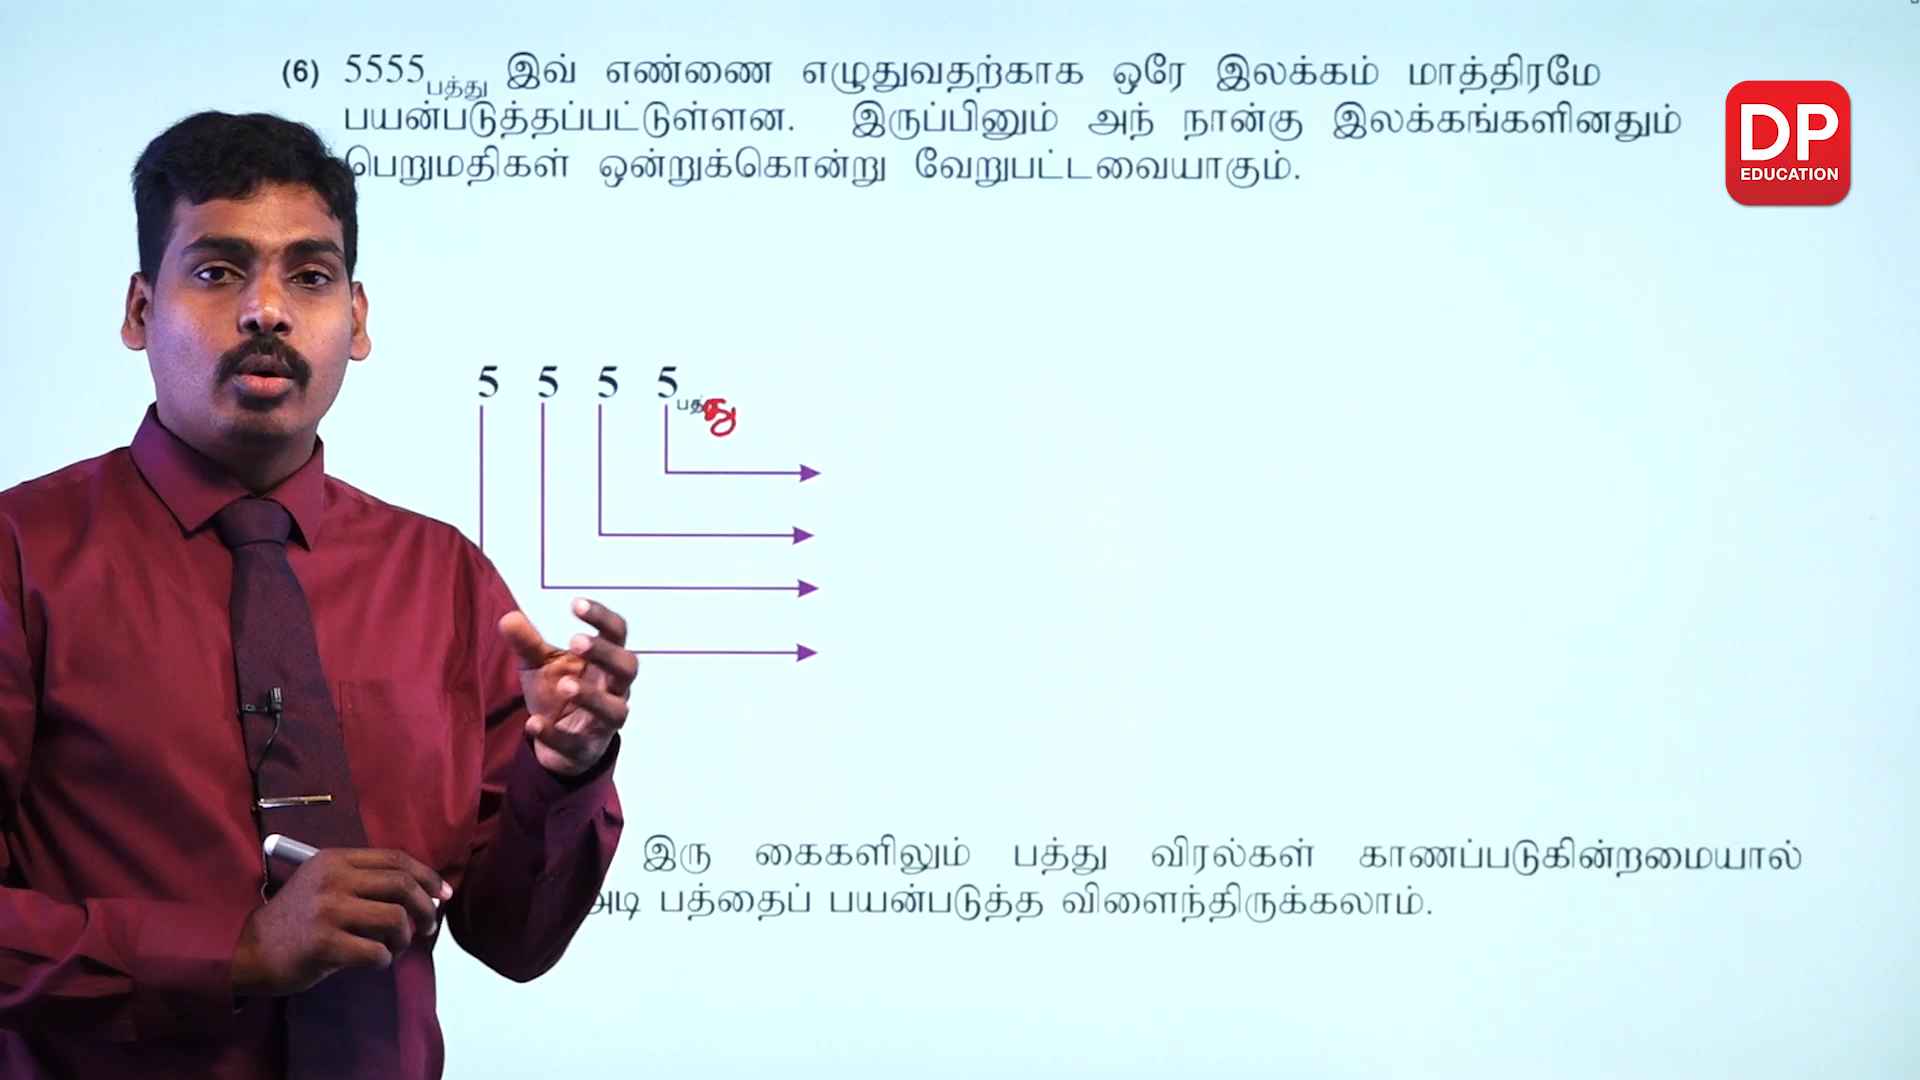 (6) 5555பத்து இவ் எண்ணை எழுதுவதற்காக ஒரே இலக்கம் மாத்திரமே
பயன்படுத்தப்பட்டுள்ளன. இருப்பினும் அந் நான்கு இலக்கங்களினதும்
பெறுமதிகள் ஒன்றுக்கொன்று வேறுபட்டவையாகும்.
DP
EDUCATION
5 5 5 5பத்து
இரு கைகளிலும் பத்து விரல்கள் காணப்படுகின்றமையால்
அடி பத்தைப் பயன்படுத்த விளைந்திருக்கலாம்.